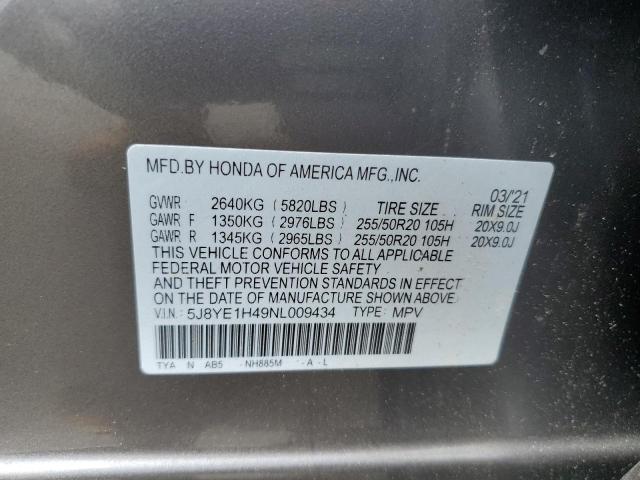 MFD.BY HONDA OF AMERICA MFG.,INC.
03/'21
GVWR 2640KG (5820LBS) TIRE SIZE RIM SIZE
GAWR F 1350KG (2976LBS) 255/50R20 105H 20X9.0J
GAWR R 1345KG (2965LBS) 255/50R20 105H 20X9.0J
THIS VEHICLE CONFORMS TO ALL APPLICABLE
FEDERAL MOTOR VEHICLE SAFETY
AND THEFT PREVENTION STANDARDS IN EFFECT
ON THE DATE OF MANUFACTURE SHOWN ABOVE.
V.I.N: 5J8YE1H49NL009434 TYPE: MPV
TYA N AB5 NH885M -A-L